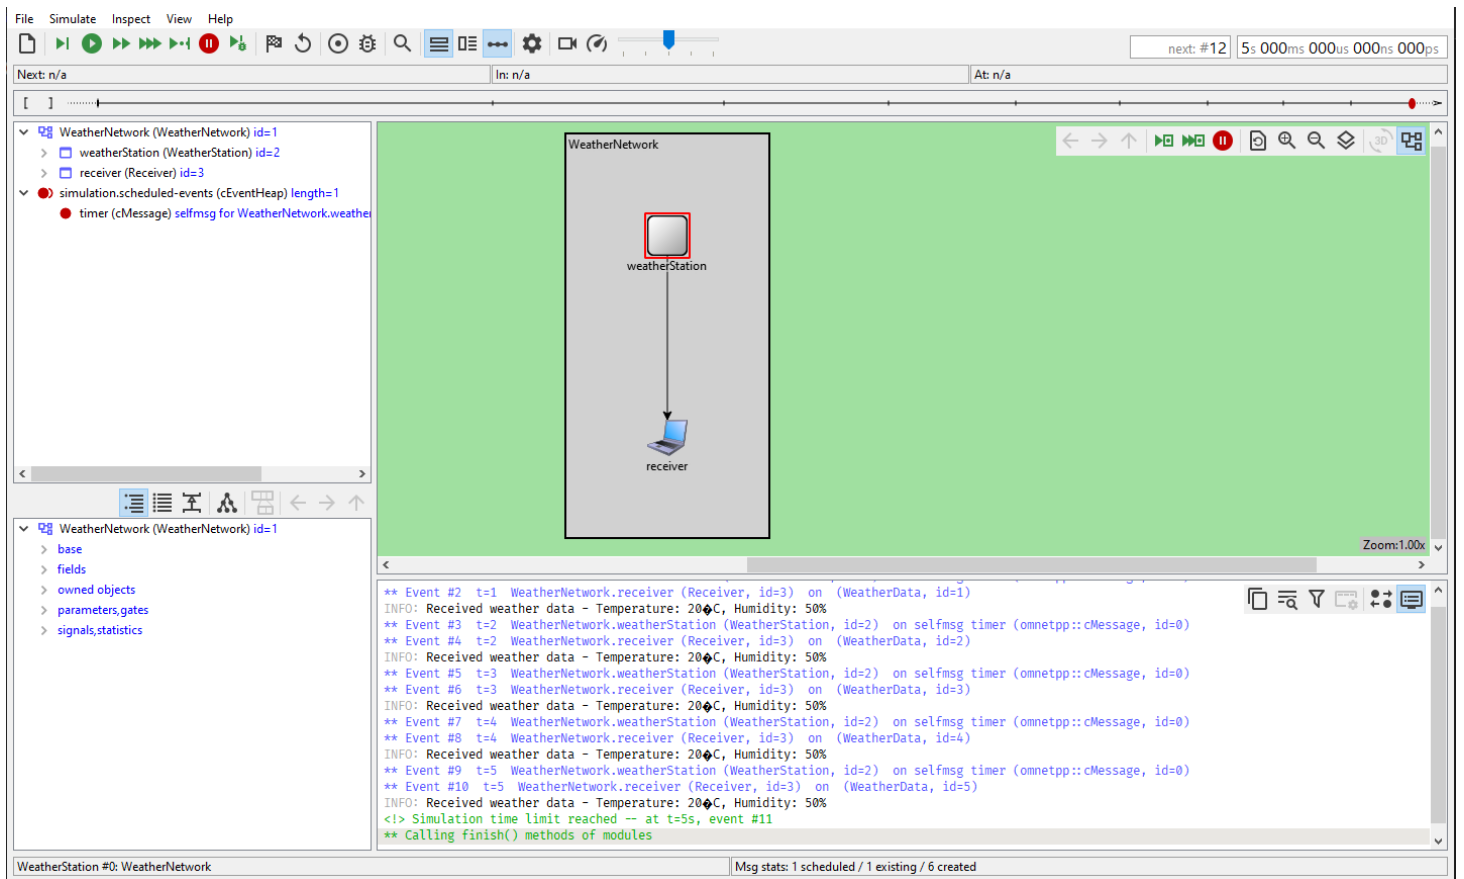 File Simulate Inspect View Help
next: #12 5s 000ms 000us 000ns 000ps
Next: n/a In: n/a At: n/a
[ ]
WeatherNetwork (WeatherNetwork) id=1
weatherStation (WeatherStation) id=2
receiver (Receiver) id=3
simulation.scheduled-events (cEventHeap) length=1
timer (cMessage) selfmsg for WeatherNetwork.weather
WeatherNetwork
3D
weatherStation
receiver
Zoom:1.00x
WeatherNetwork (WeatherNetwork) id=1
base
fields
owned objects
parameters,gates
signals,statistics
** Event #2 t=1 WeatherNetwork.receiver (Receiver, id=3) on (WeatherData, id=1)
INFO: Received weather data - Temperature: 20�C, Humidity: 50%
** Event #3 t=2 WeatherNetwork.weatherStation (WeatherStation, id=2) on selfmsg timer (omnetpp::cMessage, id=0)
** Event #4 t=2 WeatherNetwork.receiver (Receiver, id=3) on (WeatherData, id=2)
INFO: Received weather data - Temperature: 20�C, Humidity: 50%
** Event #5 t=3 WeatherNetwork.weatherStation (WeatherStation, id=2) on selfmsg timer (omnetpp::cMessage, id=0)
** Event #6 t=3 WeatherNetwork.receiver (Receiver, id=3) on (WeatherData, id=3)
INFO: Received weather data - Temperature: 20�C, Humidity: 50%
** Event #7 t=4 WeatherNetwork.weatherStation (WeatherStation, id=2) on selfmsg timer (omnetpp::cMessage, id=0)
** Event #8 t=4 WeatherNetwork.receiver (Receiver, id=3) on (WeatherData, id=4)
INFO: Received weather data - Temperature: 20�C, Humidity: 50%
** Event #9 t=5 WeatherNetwork.weatherStation (WeatherStation, id=2) on selfmsg timer (omnetpp::cMessage, id=0)
** Event #10 t=5 WeatherNetwork.receiver (Receiver, id=3) on (WeatherData, id=5)
INFO: Received weather data - Temperature: 20�C, Humidity: 50%
<!> Simulation time limit reached -- at t=5s, event #11
** Calling finish() methods of modules
WeatherStation #0: WeatherNetwork Msg stats: 1 scheduled / 1 existing / 6 created